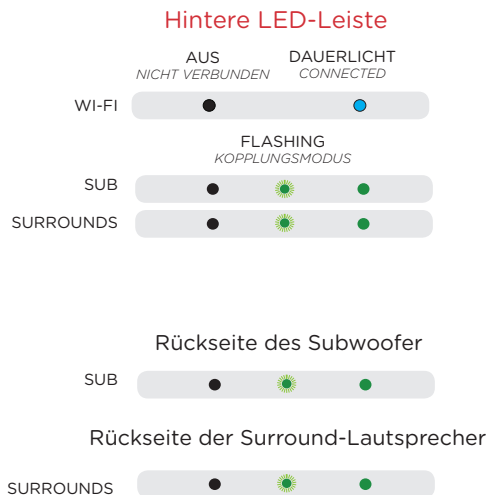 Hintere LED-Leiste
AUS DAUERLICHT
NICHT VERBUNDEN CONNECTED
WI-FI
FLASHING
KOPPLUNGSMODUS
SUB
SURROUNDS
Rückseite des Subwoofer
SUB
Rückseite der Surround-Lautsprecher
SURROUNDS